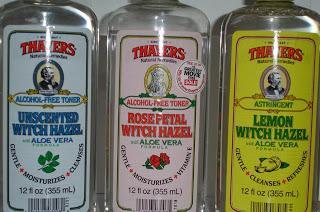 THAYERS
Natural Remedies
ALCOHOL-FREE TONER
UNSCENTED
WITCH HAZEL
with ALOE VERA
FORMULA
GENTLE • MOISTURIZES • CLEANSES
12 fl oz (355 mL)
THAYERS
Natural Remedies
ALCOHOL-FREE TONER
ROSE PETAL
WITCH HAZEL
with ALOE VERA
FORMULA
GENTLE • MOISTURIZES • VITAMIN E
12 fl oz (355 mL)
THAYERS
Natural Remedies
ASTRINGENT
LEMON
WITCH HAZEL
with ALOE VERA
FORMULA
GENTLE • CLEANSES • REFRESHES
12 fl oz (355 mL)